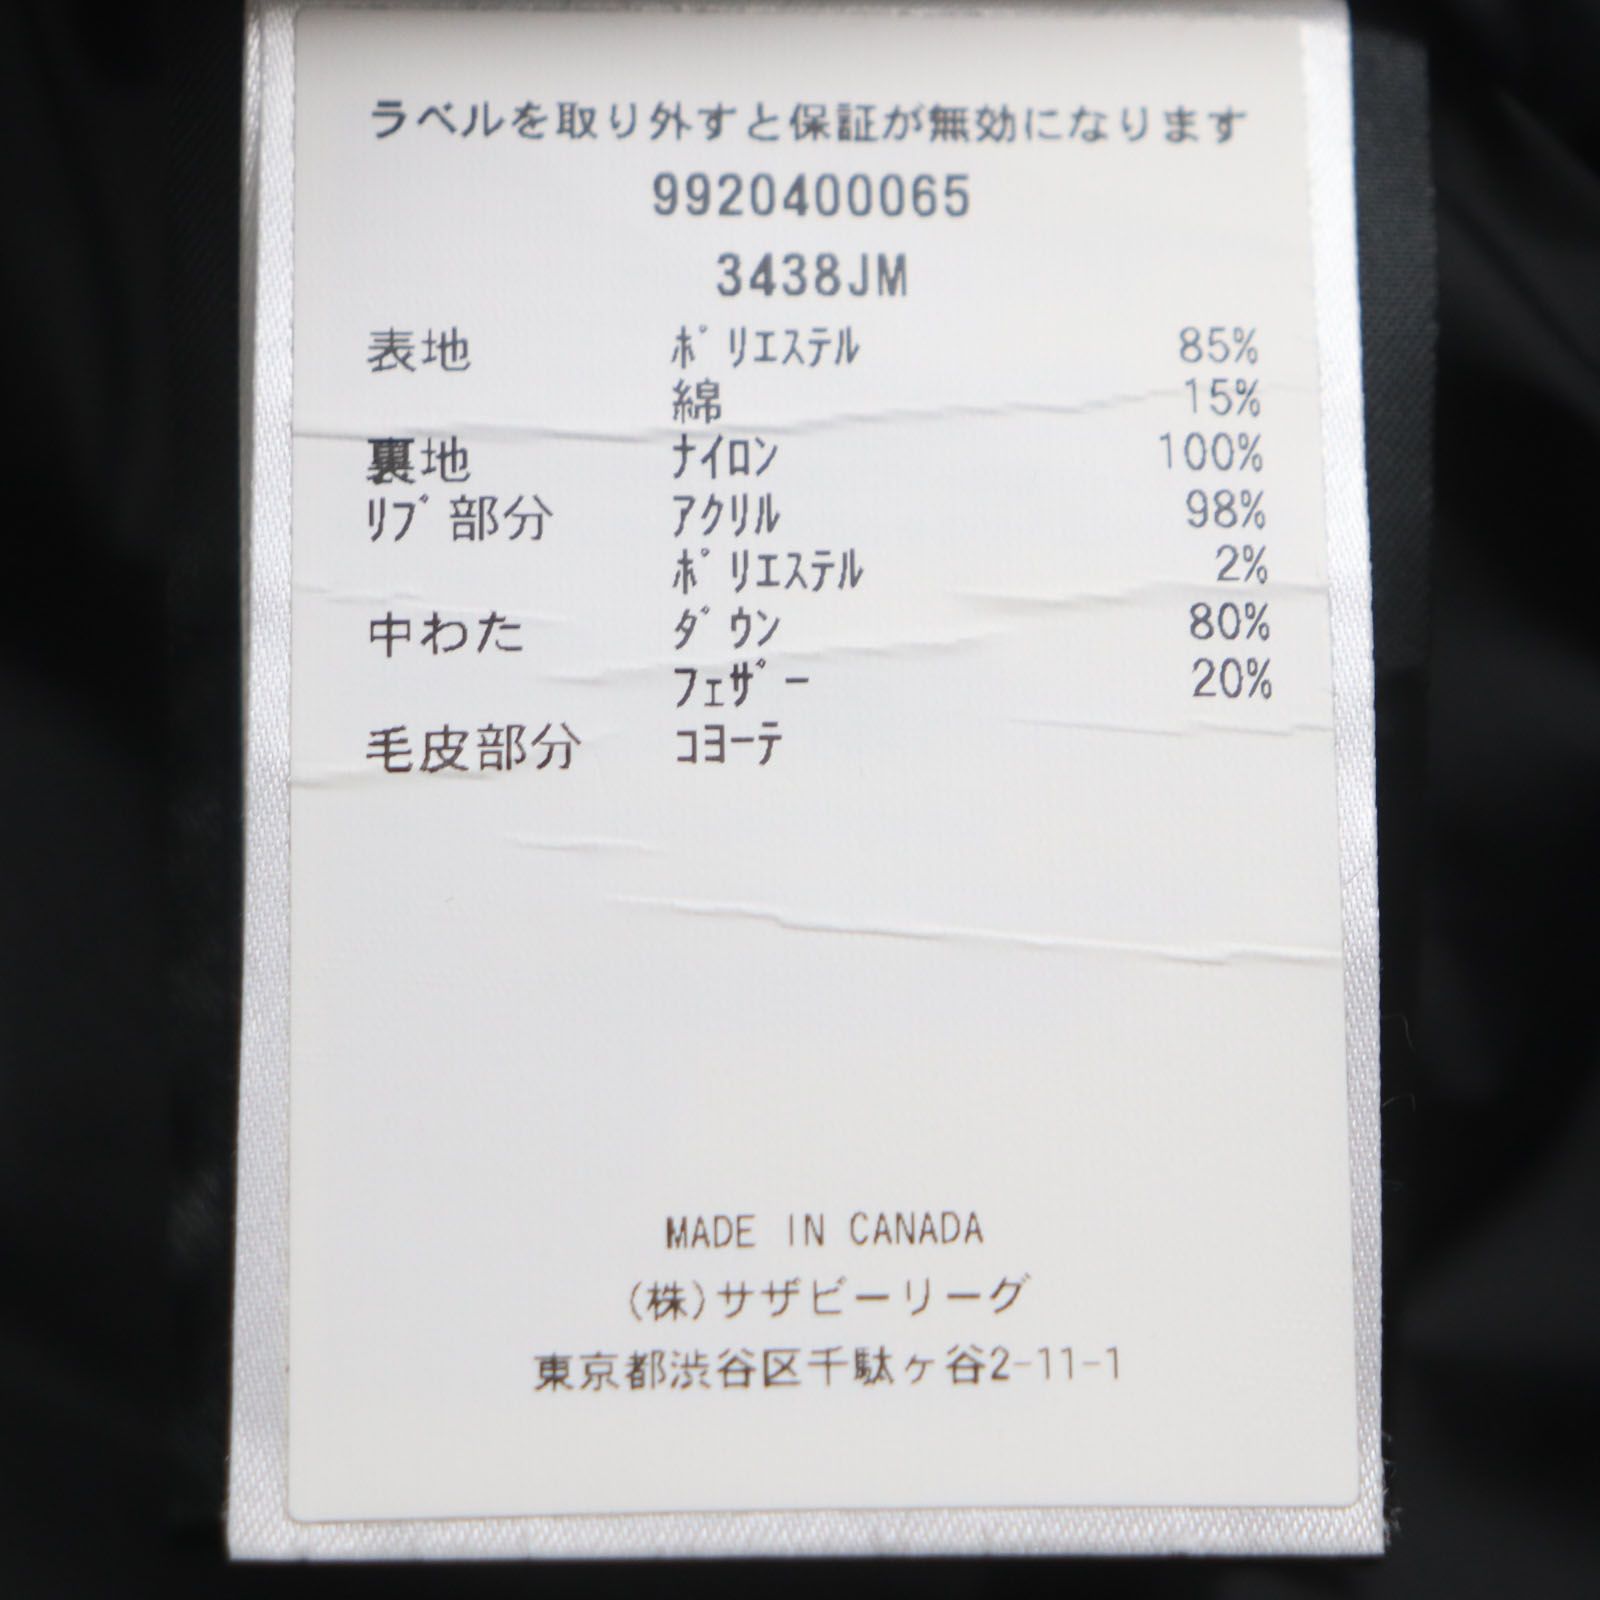 ラベルを取り外すと保証が無効になります
9920400065
3438JM
表地 ポリエステル 85%
綿 15%
裏地 ナイロン 100%
リブ部分 アクリル 98%
ポリエステル 2%
中わた ダウン 80%
フェザー 20%
毛皮部分 コヨーテ
MADE IN CANADA
(株)サザビーリーグ
東京都渋谷区千駄ヶ谷2-11-1